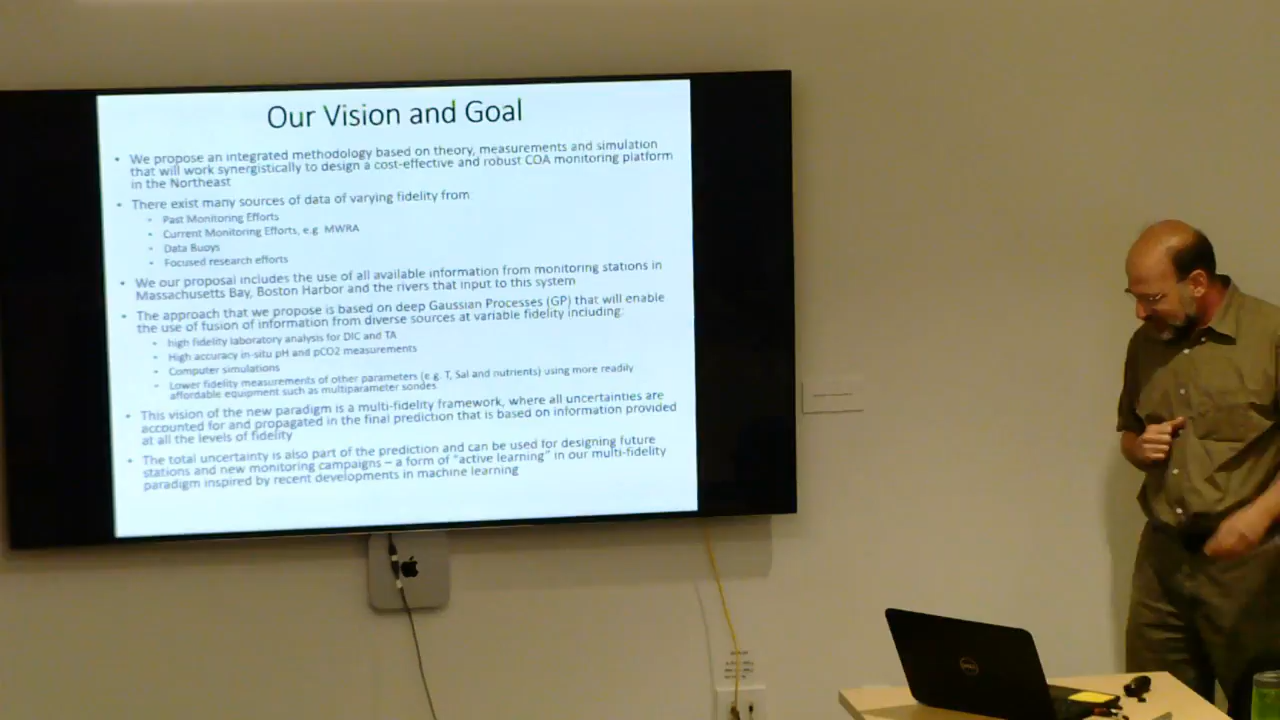 Our Vision and Goal
• We propose an integrated methodology based on theory, measurements and simulation
that will work synergistically to design a cost-effective and robust COA monitoring platform
in the Northeast
• There exist many sources of data of varying fidelity from:
• Past Monitoring Efforts
• Current Monitoring Efforts, e.g. MWRA
• Data Buoys
• Focused research efforts
• We our proposal includes the use of all available information from monitoring stations in
Massachusetts Bay, Boston Harbor and the rivers that input to this system
• The approach that we propose is based on deep Gaussian Processes (GP) that will enable
the use of fusion of information from diverse sources at variable fidelity including:
• high fidelity laboratory analysis for DIC and TA
• High accuracy in-situ pH and pCO2 measurements
• Computer simulations
• Lower fidelity measurements of other parameters (e.g. T, Sal and nutrients) using more readily
affordable equipment such as multiparameter sondes
• This vision of the new paradigm is a multi-fidelity framework, where all uncertainties are
accounted for and propagated in the final prediction that is based on information provided
at all the levels of fidelity
• The total uncertainty is also part of the prediction and can be used for designing future
stations and new monitoring campaigns – a form of "active learning" in our multi-fidelity
paradigm inspired by recent developments in machine learning
DELL